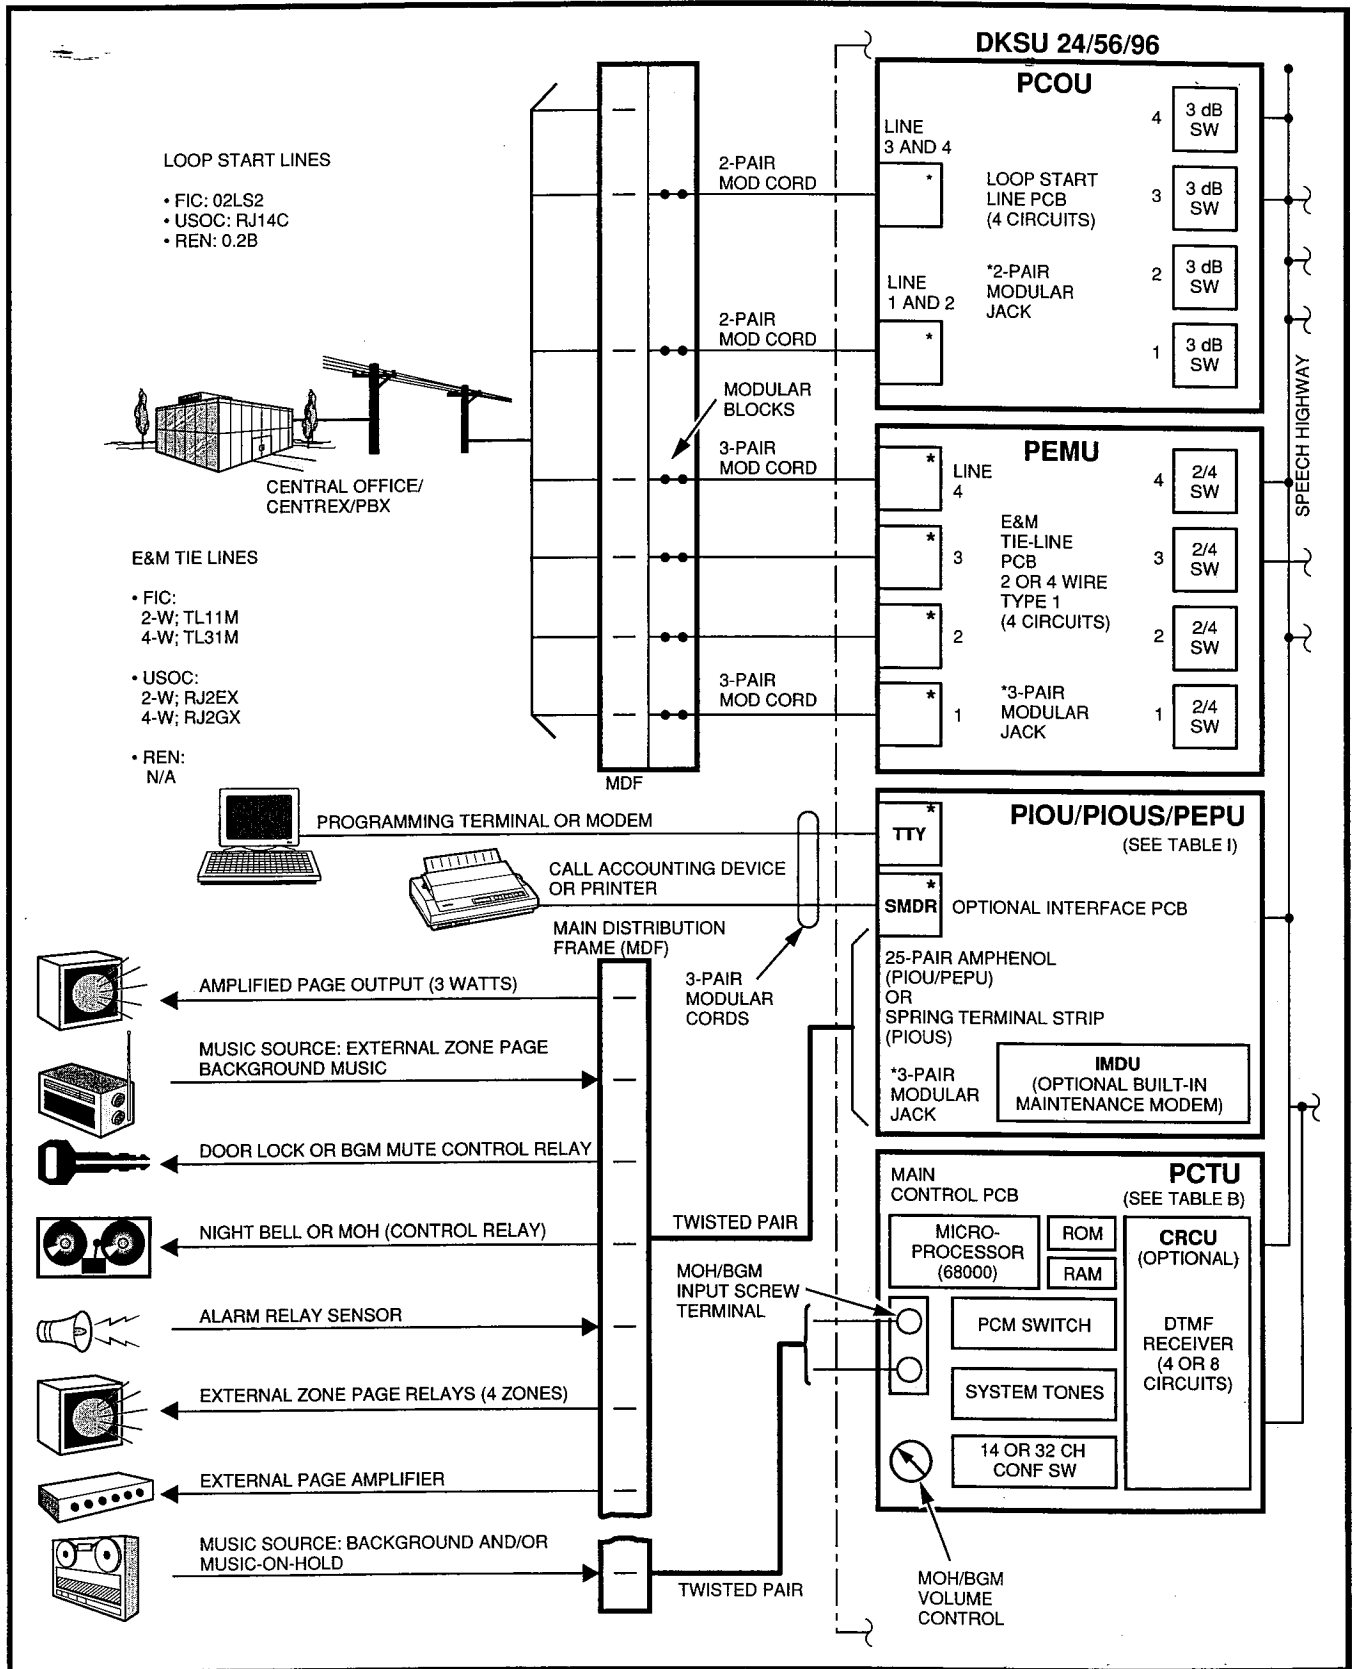 DKSU 24/56/96
PCOU
LINE
3 AND 4
4
3 dB
SW
LOOP START LINES
• FIC: 02LS2
• USOC: RJ14C
• REN: 0.2B
2-PAIR
MOD CORD
*
LOOP START
LINE PCB
(4 CIRCUITS)
3
3 dB
SW
*2-PAIR
MODULAR
JACK
2
3 dB
SW
LINE
1 AND 2
2-PAIR
MOD CORD
*
1
3 dB
SW
SPEECH HIGHWAY
MODULAR
BLOCKS
CENTRAL OFFICE/
CENTREX/PBX
PEMU
3-PAIR
MOD CORD
*
LINE
4
4
2/4
SW
E&M
TIE-LINE
PCB
2 OR 4 WIRE
TYPE 1
(4 CIRCUITS)
*
3
3
2/4
SW
*
2
2
2/4
SW
3-PAIR
MOD CORD
*
1
*3-PAIR
MODULAR
JACK
1
2/4
SW
E&M TIE LINES
• FIC:
2-W; TL11M
4-W; TL31M
• USOC:
2-W; RJ2EX
4-W; RJ2GX
• REN:
N/A
MDF
PIOU/PIOUS/PEPU
(SEE TABLE I)
PROGRAMMING TERMINAL OR MODEM
*
TTY
CALL ACCOUNTING DEVICE
OR PRINTER
*
SMDR
OPTIONAL INTERFACE PCB
MAIN DISTRIBUTION
FRAME (MDF)
3-PAIR
MODULAR
CORDS
25-PAIR AMPHENOL
(PIOU/PEPU)
OR
SPRING TERMINAL STRIP
(PIOUS)
*3-PAIR
MODULAR
JACK
IMDU
(OPTIONAL BUILT-IN
MAINTENANCE MODEM)
AMPLIFIED PAGE OUTPUT (3 WATTS)
MUSIC SOURCE: EXTERNAL ZONE PAGE
BACKGROUND MUSIC
DOOR LOCK OR BGM MUTE CONTROL RELAY
NIGHT BELL OR MOH (CONTROL RELAY)
TWISTED PAIR
ALARM RELAY SENSOR
EXTERNAL ZONE PAGE RELAYS (4 ZONES)
EXTERNAL PAGE AMPLIFIER
MUSIC SOURCE: BACKGROUND AND/OR
MUSIC-ON-HOLD
TWISTED PAIR
MAIN
CONTROL PCB
PCTU
(SEE TABLE B)
MICRO-
PROCESSOR
(68000)
ROM
RAM
CRCU
(OPTIONAL)
DTMF
RECEIVER
(4 OR 8
CIRCUITS)
MOH/BGM
INPUT SCREW
TERMINAL
PCM SWITCH
SYSTEM TONES
14 OR 32 CH
CONF SW
MOH/BGM
VOLUME
CONTROL